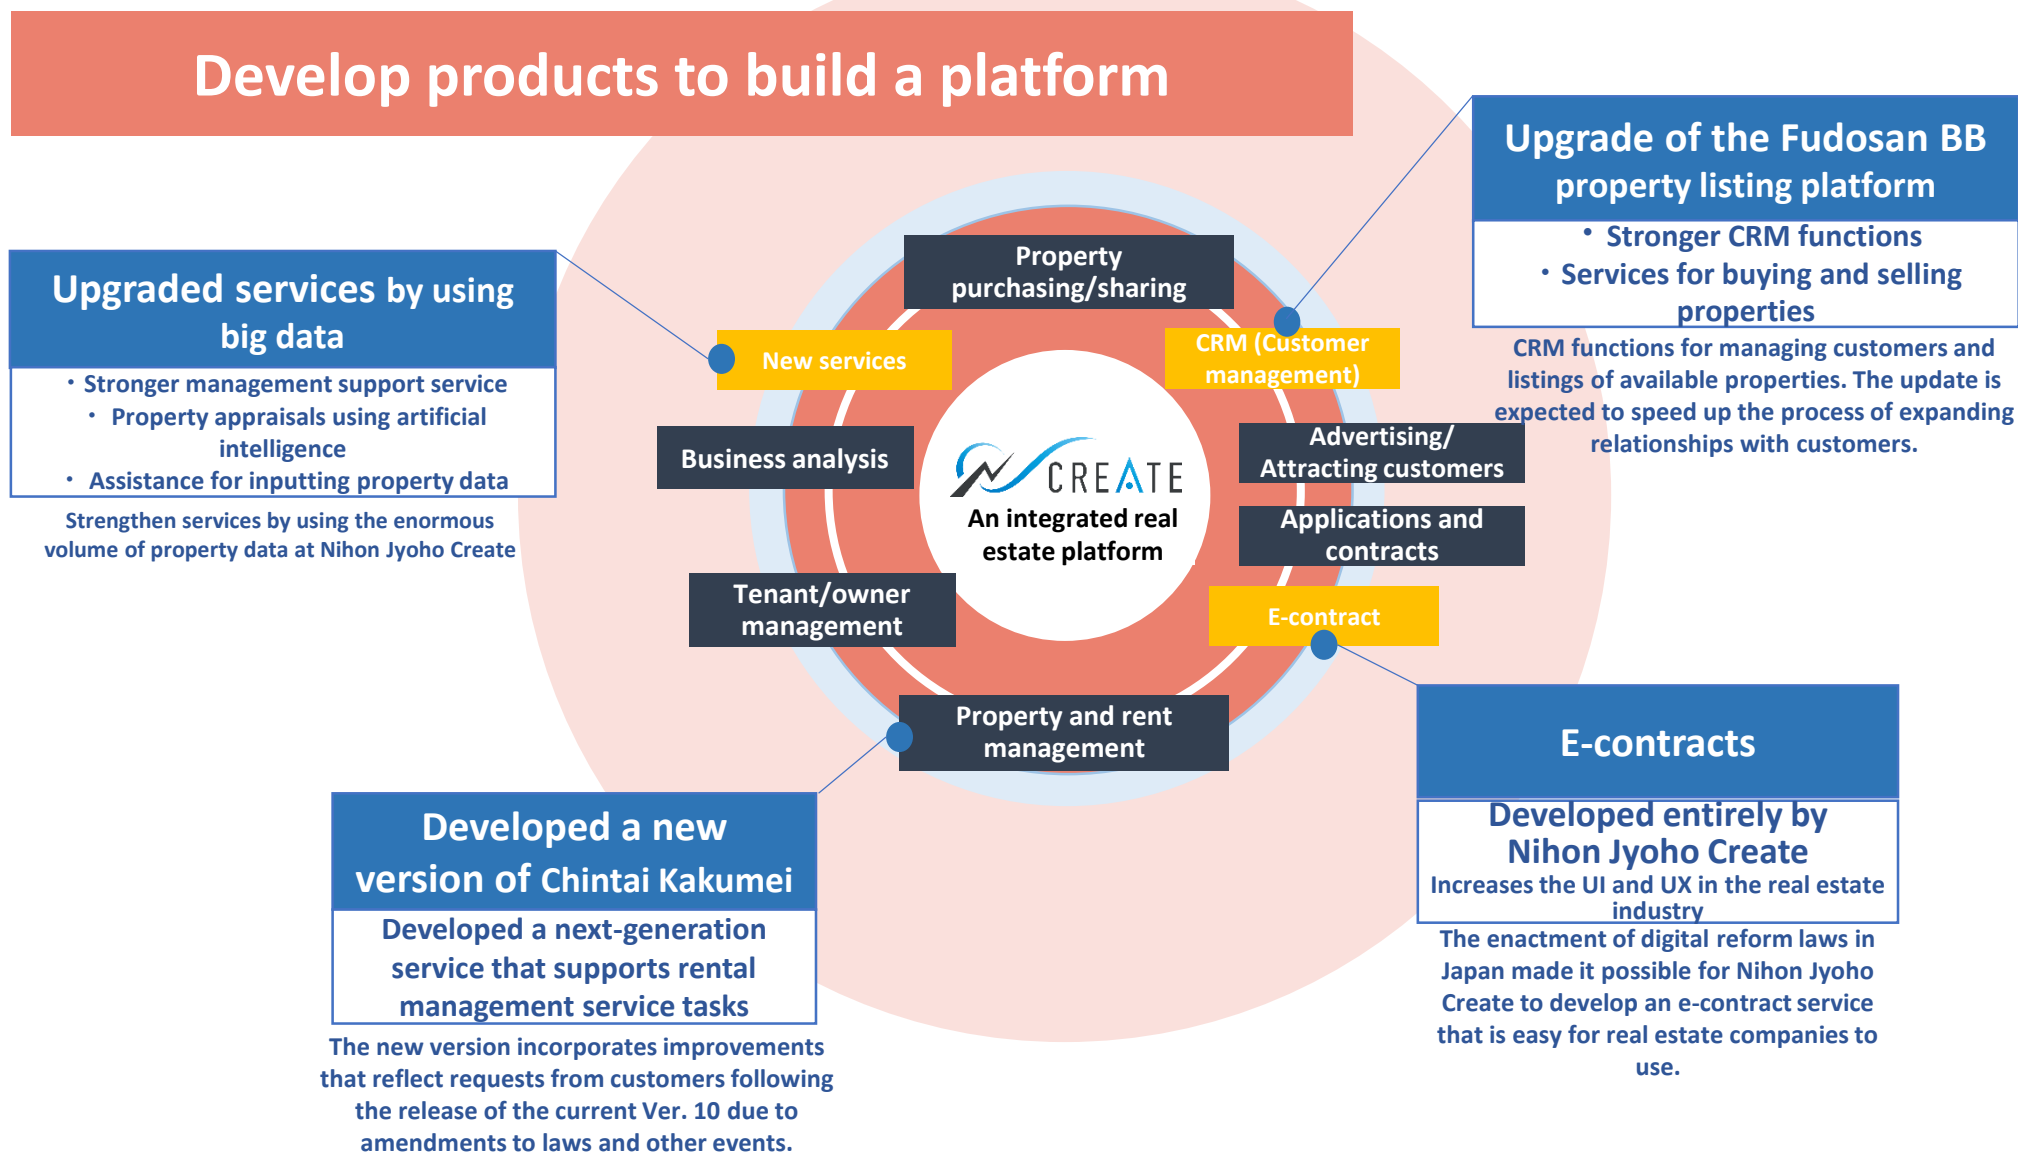 Develop products to build a platform
Upgrade of the Fudosan BB
property listing platform
・ Stronger CRM functions
・ Services for buying and selling
properties
CRM functions for managing customers and
listings of available properties. The update is
expected to speed up the process of expanding
relationships with customers.
Upgraded services by using
big data
・ Stronger management support service
・ Property appraisals using artificial
intelligence
・ Assistance for inputting property data
Strengthen services by using the enormous
volume of property data at Nihon Jyoho Create
Property
purchasing/sharing
New services
CRM (Customer
management)
Business analysis
Advertising/
Attracting customers
CREATE
An integrated real
estate platform
Applications and
contracts
Tenant/owner
management
E-contract
Property and rent
management
E-contracts
Developed entirely by
Nihon Jyoho Create
Increases the UI and UX in the real estate
industry
The enactment of digital reform laws in
Japan made it possible for Nihon Jyoho
Create to develop an e-contract service
that is easy for real estate companies to
use.
Developed a new
version of Chintai Kakumei
Developed a next-generation
service that supports rental
management service tasks
The new version incorporates improvements
that reflect requests from customers following
the release of the current Ver. 10 due to
amendments to laws and other events.